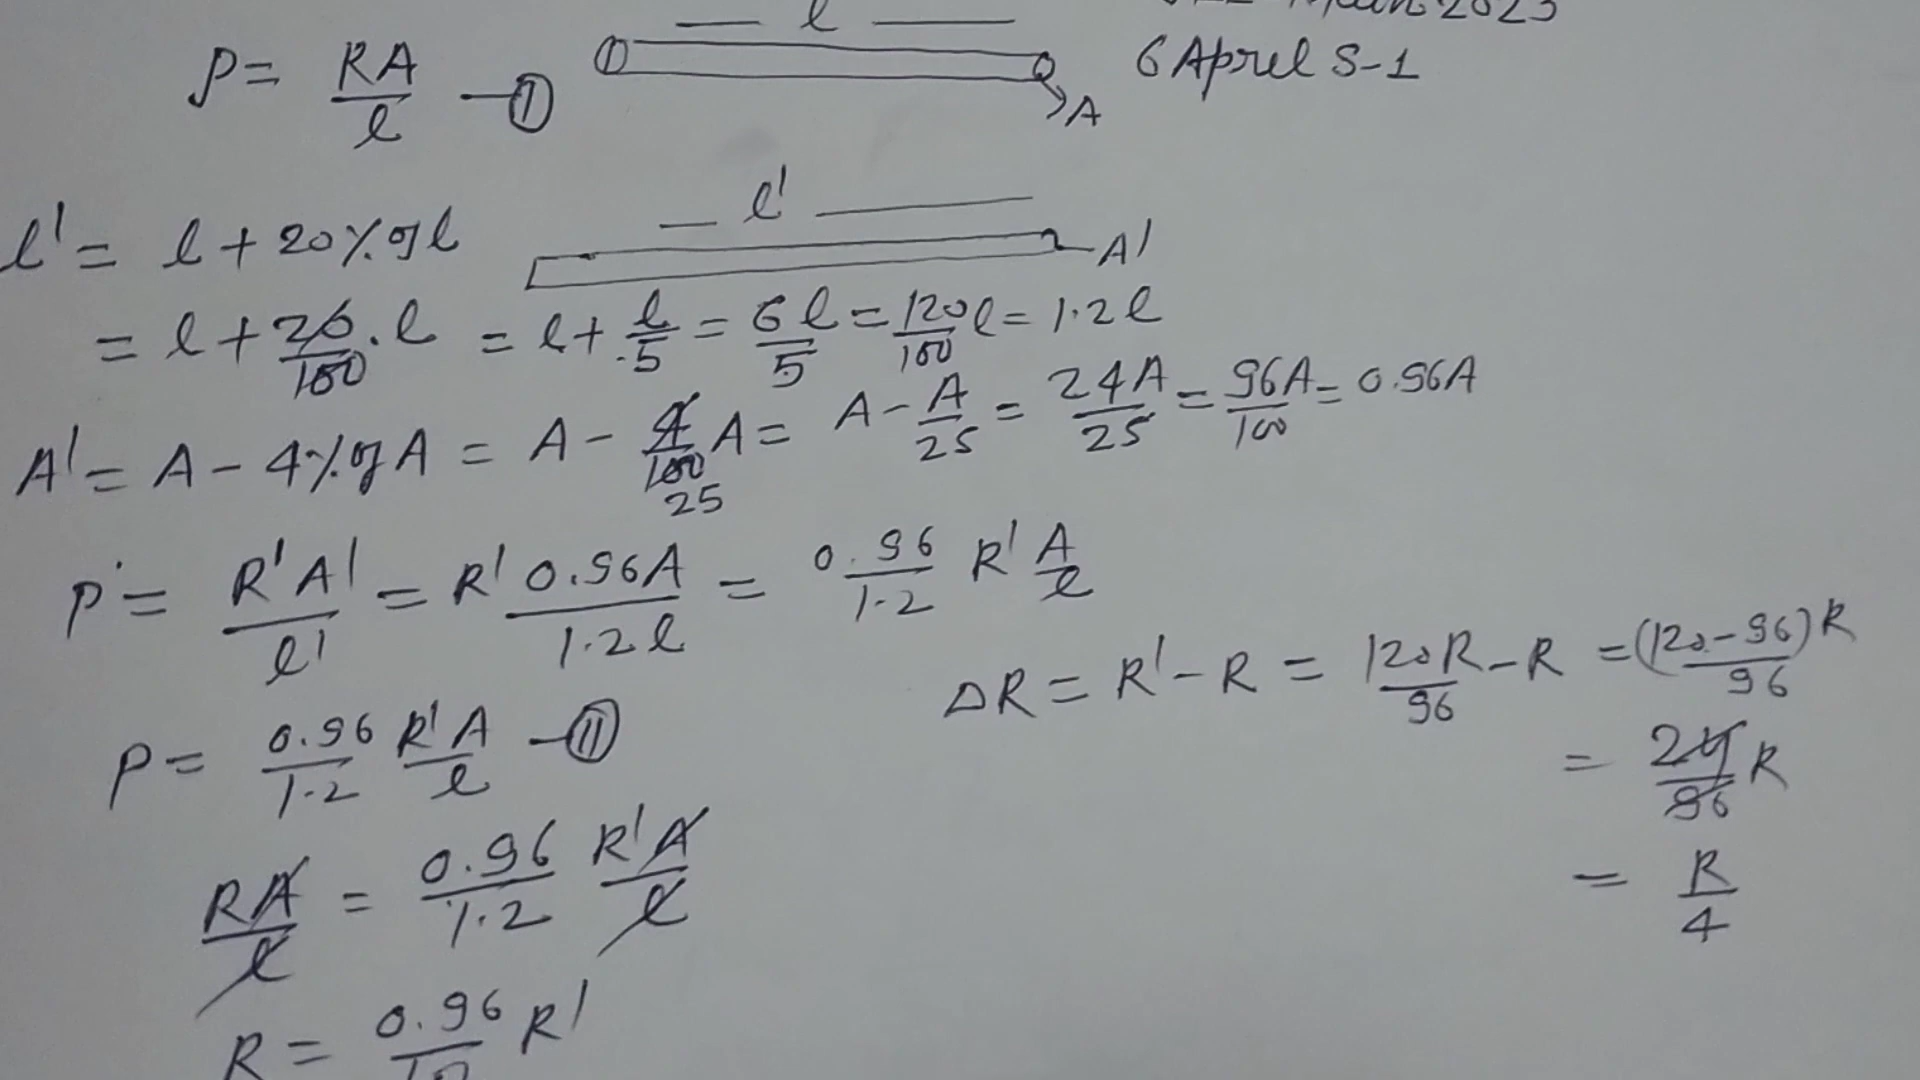 l
2023
ρ = RA/l —(I)
A
6 Aprel S-1
l'
l' = l + 20% of l
A'
= l + 20/100 . l = l + l/5 = 6l/5 = 120/100 l = 1.2l
A' = A - 4% of A = A - 4/100 A = A - A/25 = 24A/25 = 96A/100 = 0.96A
25
ρ' = R'A'/l' = R' 0.96A/1.2l = 0.96/1.2 R' A/l
ΔR = R' - R = 120R/96 - R = (120-96)R/96
ρ = 0.96/1.2 R'A/l —(II)
= 24/96 R
RA/l = 0.96/1.2 R'A/l
= R/4
R = 0.96 R'